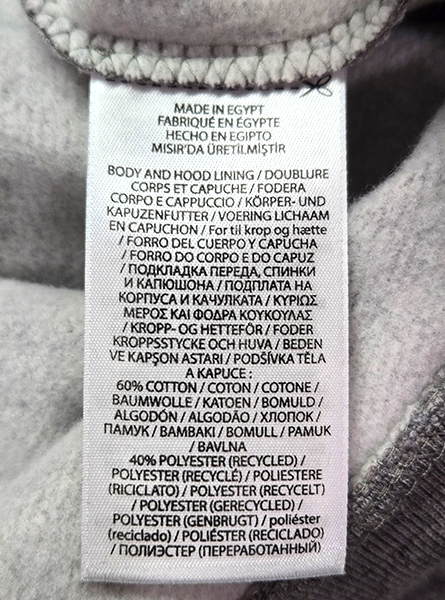 MADE IN EGYPT
FABRIQUÉ EN ÉGYPTE
HECHO EN EGIPTO
MISIR'DA ÜRETİLMİŞTİR
BODY AND HOOD LINING / DOUBLURE
CORPS ET CAPUCHE / FODERA
CORPO E CAPPUCCIO / KÖRPER- UND
KAPUZENFUTTER / VOERING LICHAAM
EN CAPUCHON / For til krop og hætte
/ FORRO DEL CUERPO Y CAPUCHA
/ FORRO DO CORPO E DO CAPUZ
/ ПОДКЛАДКА ПЕРЕДА, СПИНКИ
И КАПЮШОНА / ПОДПЛАТА НА
КОРПУСА И КАЧУЛКАТА / ΚΥΡΙΩΣ
ΜΕΡΟΣ ΚΑΙ ΦΟΔΡΑ ΚΟΥΚΟΥΛΑΣ
/ KROPP- OG HETTEFÔR / FODER
KROPPSSTYCKE OCH HUVA / BEDEN
VE KAPŞON ASTARI / PODŠÍVKA TĚLA
A KAPUCE :
60% COTTON / COTON / COTONE /
BAUMWOLLE / KATOEN / BOMULD /
ALGODÓN / ALGODÃO / ХЛОПОК /
ПАМУК / ΒΑΜΒΑΚΙ / BOMULL / PAMUK
/ BAVLNA
40% POLYESTER (RECYCLED) /
POLYESTER (RECYCLÉ) / POLIESTERE
(RICICLATO) / POLYESTER (RECYCELT)
/ POLYESTER (GERECYCLED) /
POLYESTER (GENBRUGT) / poliéster
(reciclado) / POLIÉSTER (RECICLADO)
/ ПОЛИЭСТЕР (ПЕРЕРАБОТАННЫЙ)